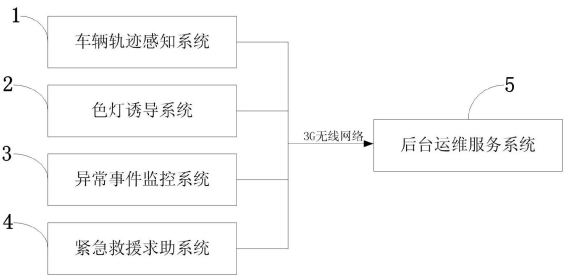 1
车辆轨迹感知系统
2
色灯诱导系统
3
异常事件监控系统
4
紧急救援求助系统
3G无线网络
5
后台运维服务系统